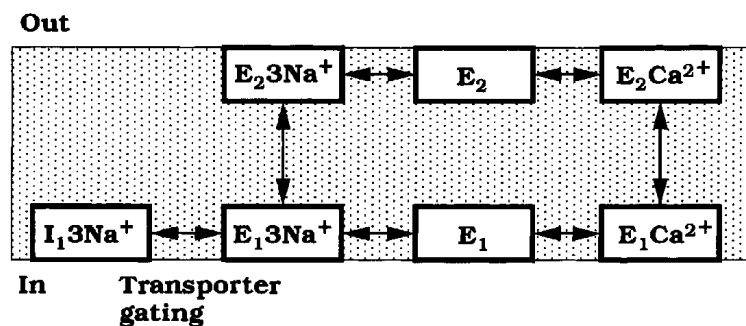 Out
E₂3Na⁺ E₂ E₂Ca²⁺
I₁3Na⁺ E₁3Na⁺ E₁ E₁Ca²⁺
In Transporter
gating